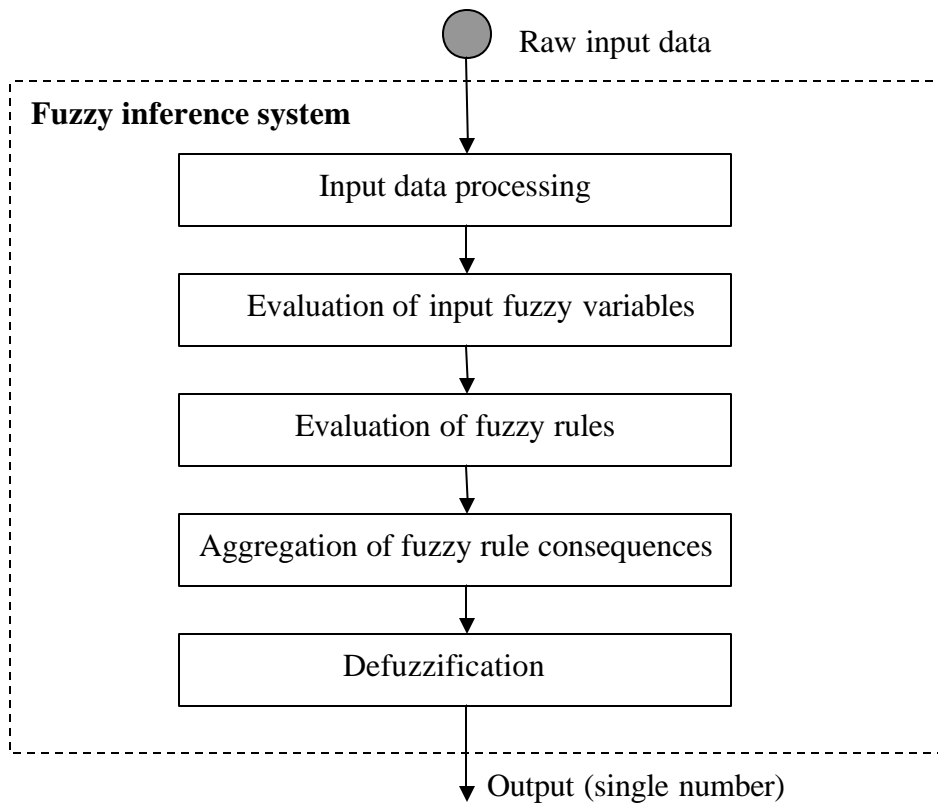 Raw input data
Fuzzy inference system
Input data processing
Evaluation of input fuzzy variables
Evaluation of fuzzy rules
Aggregation of fuzzy rule consequences
Defuzzification
Output (single number)